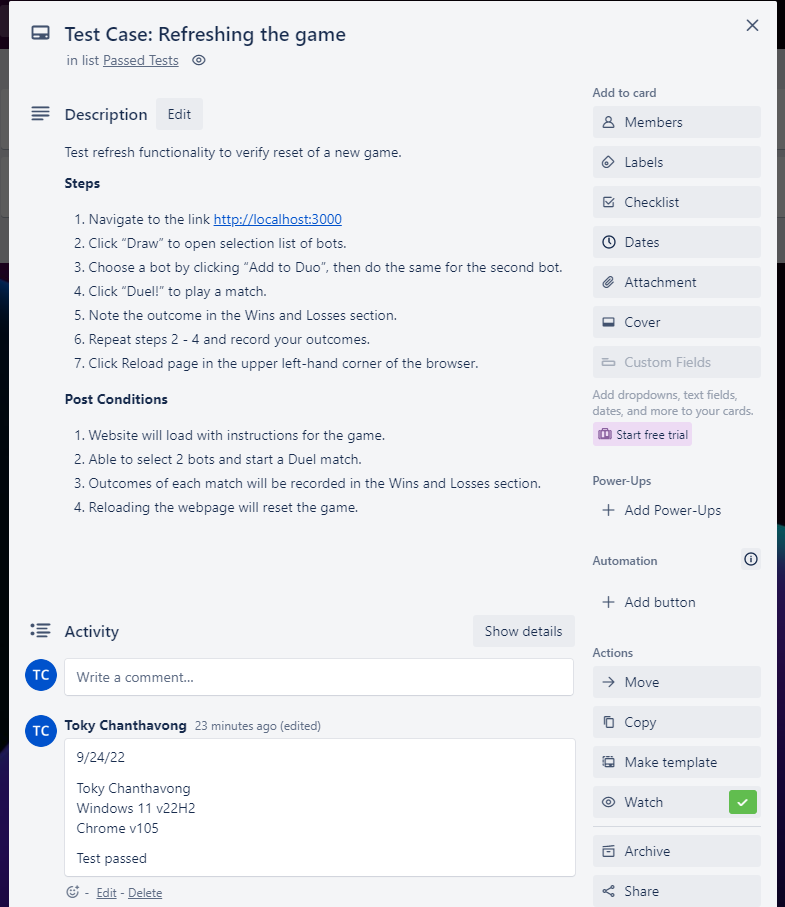 Test Case: Refreshing the game
in list Passed Tests
Description
Edit
Test refresh functionality to verify reset of a new game.
Steps
1. Navigate to the link http://localhost:3000
2. Click “Draw” to open selection list of bots.
3. Choose a bot by clicking “Add to Duo”, then do the same for the second bot.
4. Click “Duel!” to play a match.
5. Note the outcome in the Wins and Losses section.
6. Repeat steps 2 - 4 and record your outcomes.
7. Click Reload page in the upper left-hand corner of the browser.
Post Conditions
1. Website will load with instructions for the game.
2. Able to select 2 bots and start a Duel match.
3. Outcomes of each match will be recorded in the Wins and Losses section.
4. Reloading the webpage will reset the game.
Activity
Show details
TC
Write a comment...
TC
Toky Chanthavong 23 minutes ago (edited)
9/24/22
Toky Chanthavong
Windows 11 v22H2
Chrome v105
Test passed
- Edit - Delete
Add to card
Members
Labels
Checklist
Dates
Attachment
Cover
Custom Fields
Add dropdowns, text fields,
dates, and more to your cards.
Start free trial
Power-Ups
+ Add Power-Ups
Automation
+ Add button
Actions
Move
Copy
Make template
Watch
Archive
Share